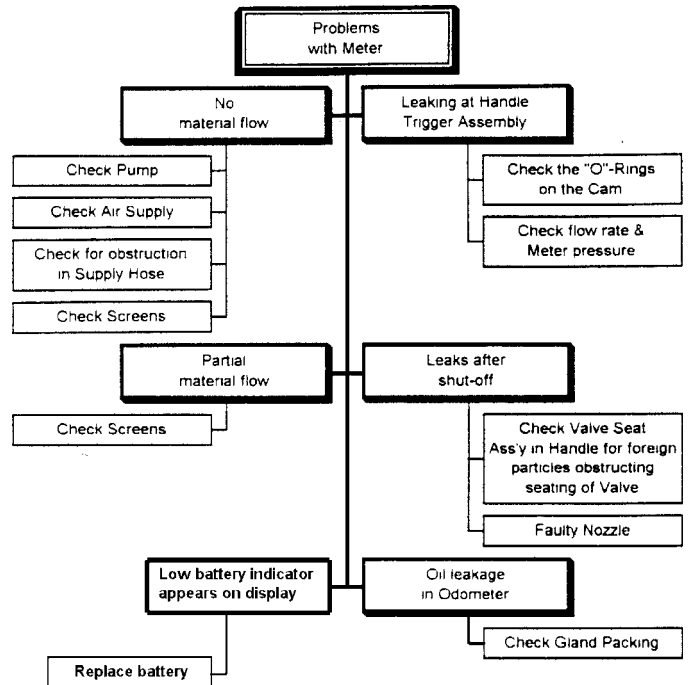 Problems
with Meter
No
material flow
Check Pump
Check Air Supply
Check for obstruction
in Supply Hose
Check Screens
Leaking at Handle
Trigger Assembly
Check the "O"-Rings
on the Cam
Check flow rate &
Meter pressure
Partial
material flow
Check Screens
Leaks after
shut-off
Check Valve Seat
Ass'y in Handle for foreign
particles obstructing
seating of Valve
Faulty Nozzle
Low battery indicator
appears on display
Replace battery
Oil leakage
in Odometer
Check Gland Packing